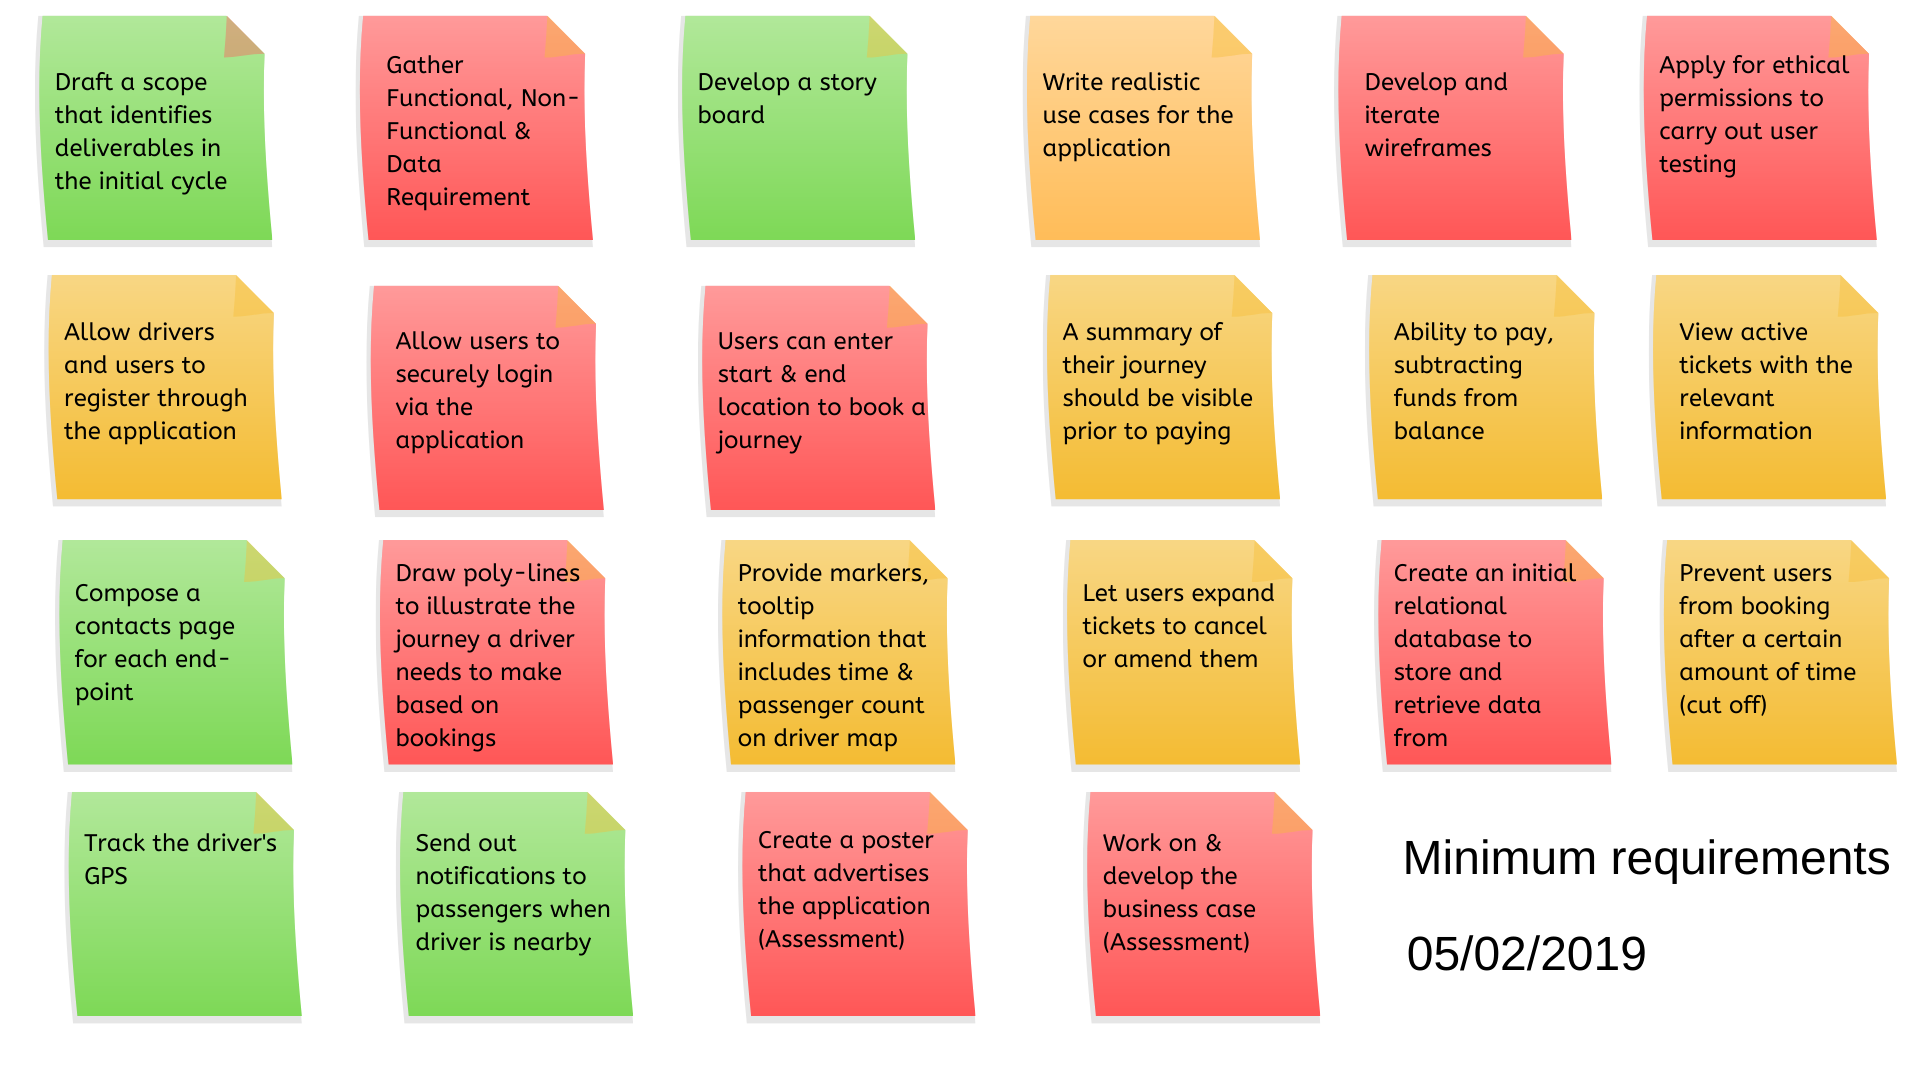 Draft a scope
that identifies
deliverables in
the initial cycle
Gather
Functional, Non-
Functional &
Data
Requirement
Develop a story
board
Write realistic
use cases for the
application
Develop and
iterate
wireframes
Apply for ethical
permissions to
carry out user
testing
Allow drivers
and users to
register through
the application
Allow users to
securely login
via the
application
Users can enter
start & end
location to book a
journey
A summary of
their journey
should be visible
prior to paying
Ability to pay,
subtracting
funds from
balance
View active
tickets with the
relevant
information
Compose a
contacts page
for each end-
point
Draw poly-lines
to illustrate the
journey a driver
needs to make
based on
bookings
Provide markers,
tooltip
information that
includes time &
passenger count
on driver map
Let users expand
tickets to cancel
or amend them
Create an initial
relational
database to
store and
retrieve data
from
Prevent users
from booking
after a certain
amount of time
(cut off)
Track the driver's
GPS
Send out
notifications to
passengers when
driver is nearby
Create a poster
that advertises
the application
(Assessment)
Work on &
develop the
business case
(Assessment)
Minimum requirements
05/02/2019